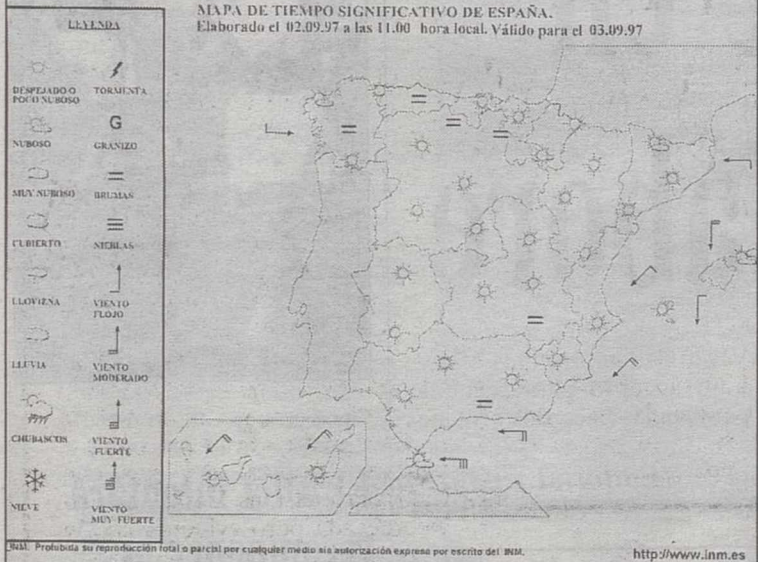 MAPA DE TIEMPO SIGNIFICATIVO DE ESPAÑA.
Elaborado el 02.09.97 a las 11.00 hora local. Válido para el 03.09.97
LEYENDA
DESPEJADO O
POCO NUBOSO
TORMENTA
NUBOSO
G
GRANIZO
MUY NUBOSO
BRUMAS
CUBIERTO
NIEBLAS
LLOVIZNA
VIENTO
FLOJO
LLUVIA
VIENTO
MODERADO
CHUBASCOS
VIENTO
FUERTE
NIEVE
VIENTO
MUY FUERTE
INM. Prohibida su reproducción total o parcial por cualquier medio sin autorización expresa por escrito del INM.
http://www.inm.es